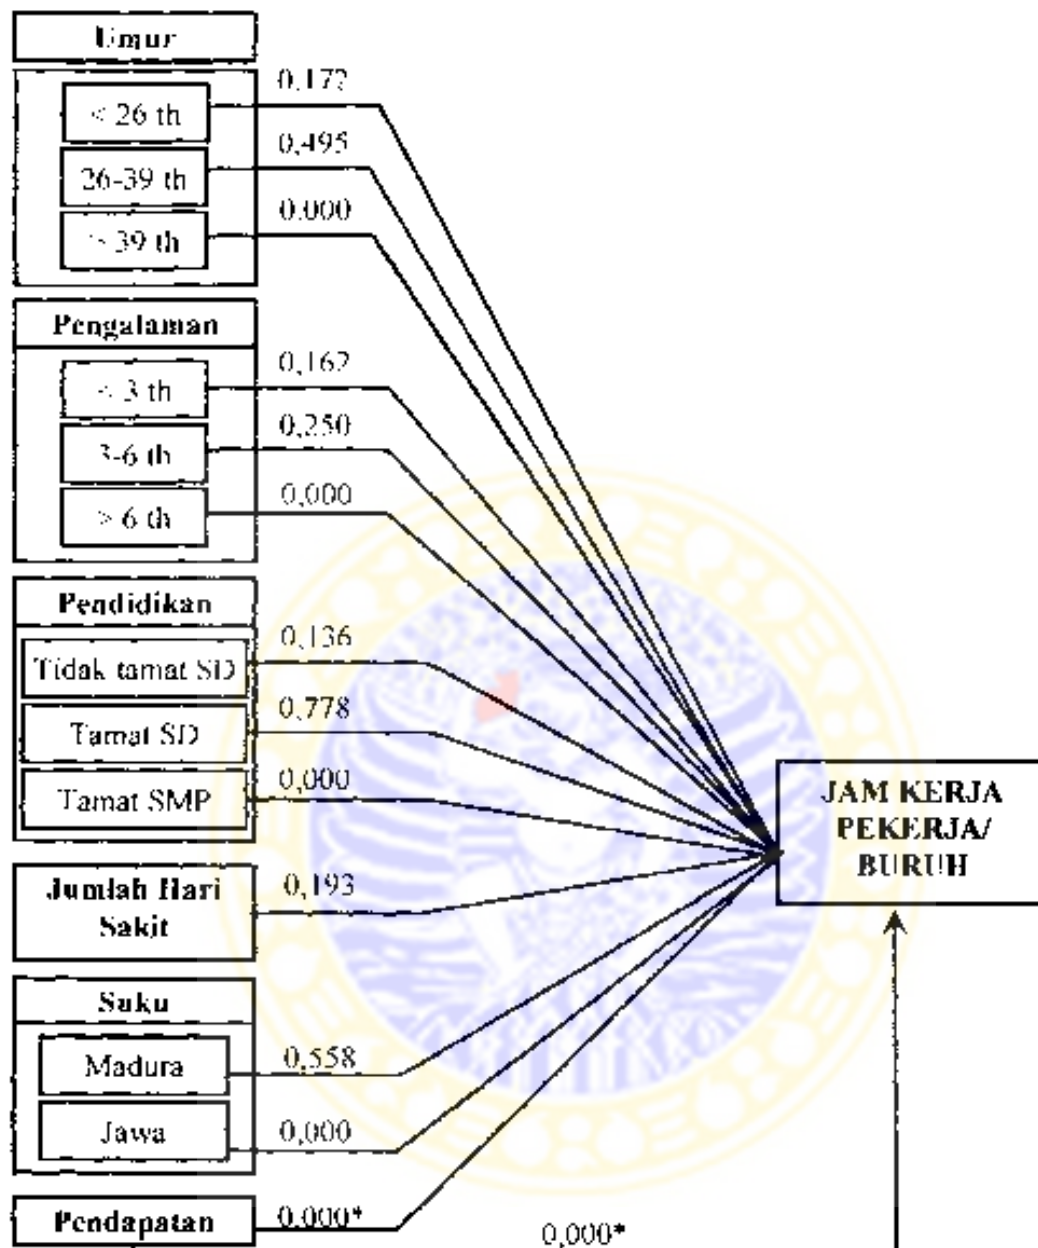 Umur
< 26 th
0,172
26-39 th
0,495
> 39 th
0.000
Pengalaman
< 3 th
0,162
3-6 th
0,250
> 6 th
0,000
Pendidikan
Tidak tamat SD
0,136
Tamat SD
0,778
Tamat SMP
0,000
JAM KERJA
PEKERJA/
BURUH
Jumlah Hari
Sakit
0,193
Suku
Madura
0,558
Jawa
0,000
Pendapatan
0.000*
0,000*